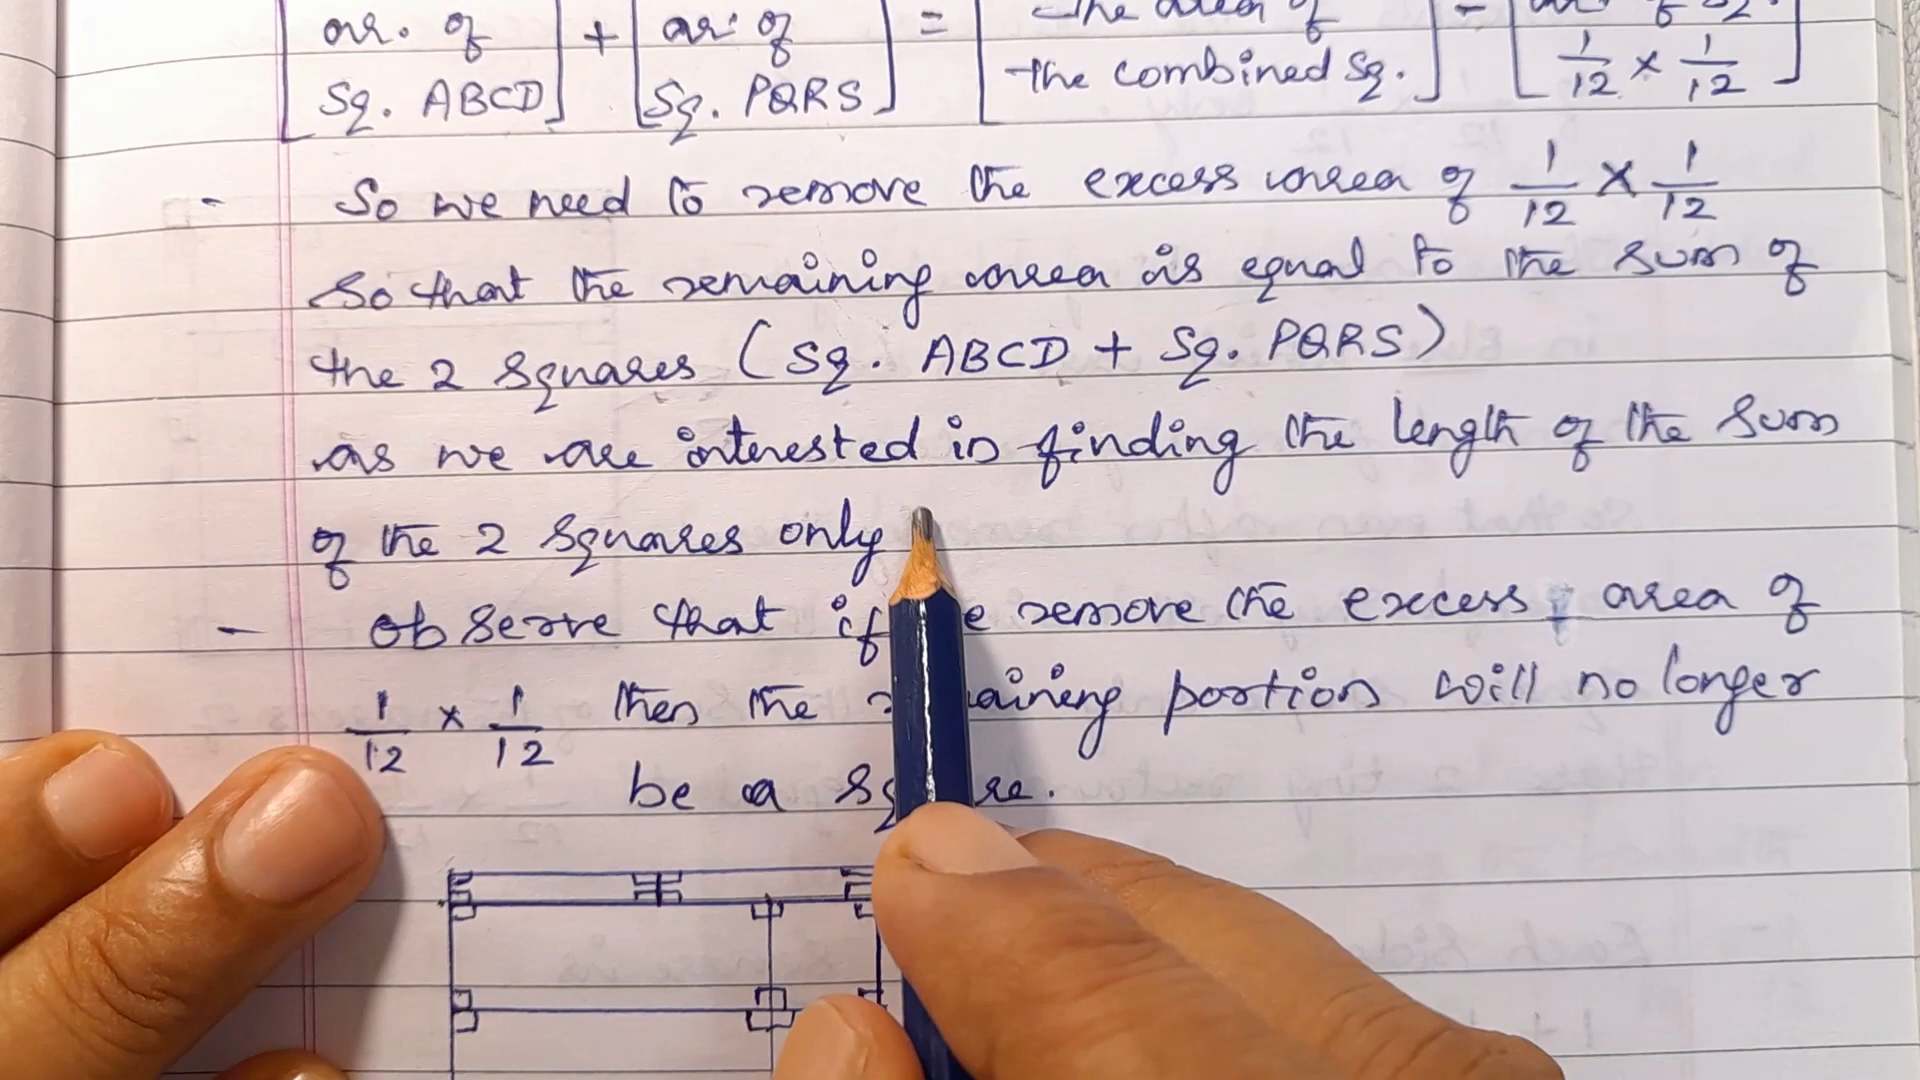 [ar. of Sq. ABCD] + [ar. of Sq. PQRS] = [The area of the combined Sq.] - [1/12 × 1/12]
- So we need to remove the excess area of 1/12 × 1/12
so that the remaining area is equal to the sum of
the 2 squares (Sq. ABCD + Sq. PQRS)
as we are interested in finding the length of the sum
of the 2 squares only
- observe that if remove the excess area of
1/12 × 1/12 then the portion will no longer
be a